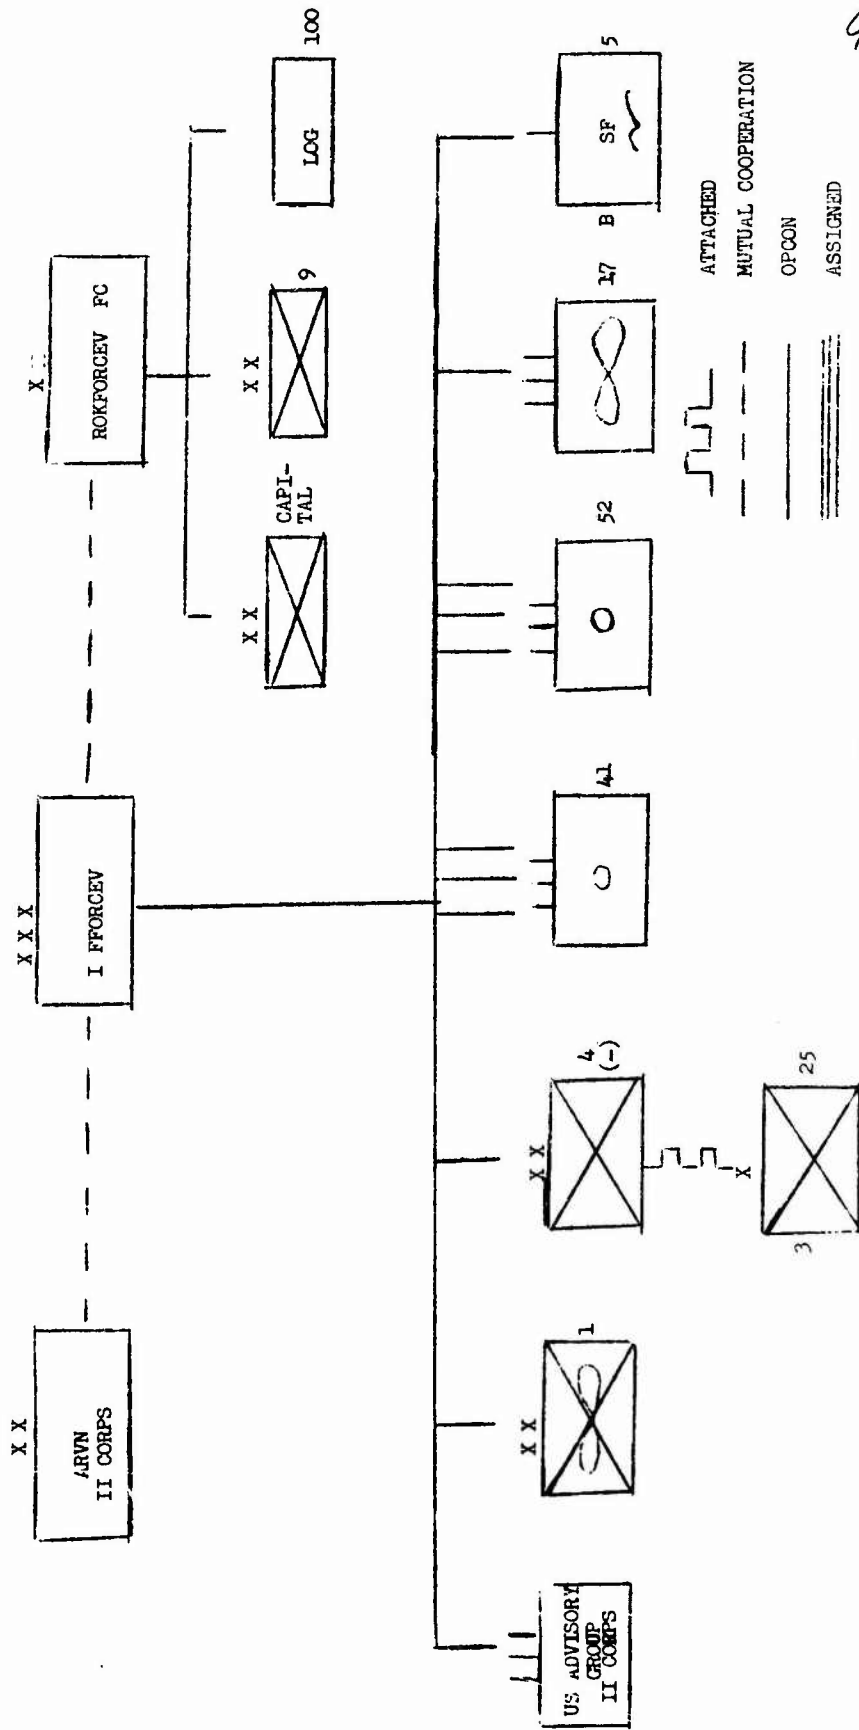 X X
ARVN
II CORPS
X X X
I FFORCEV
X
ROKFORCEV FC
X X
CAPI-
TAL
X X
9
LOG
100
US ADVISORY
GROUP
II CORPS
X X
1
X X
4
(-)
X
3
25
41
52
17
B
SF
5
ATTACHED
MUTUAL COOPERATION
OPCON
ASSIGNED